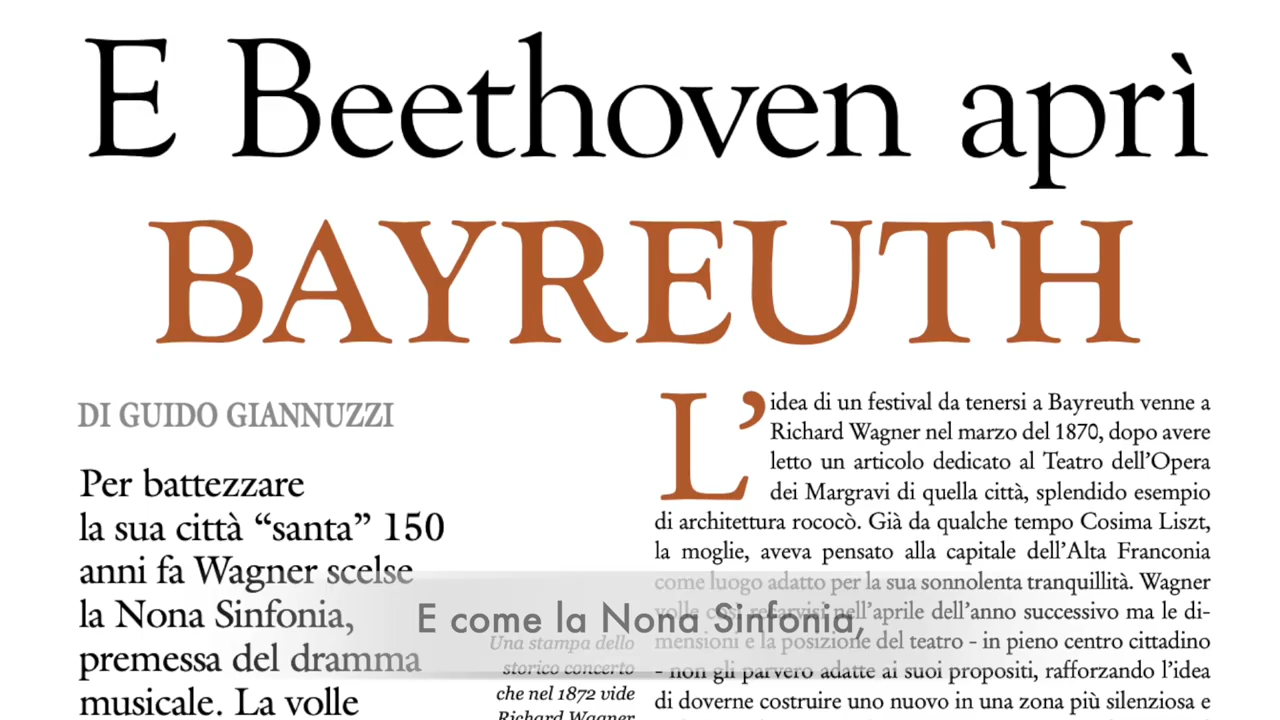 E Beethoven aprì
BAYREUTH
DI GUIDO GIANNUZZI
Per battezzare
la sua città “santa” 150
anni fa Wagner scelse
la Nona Sinfonia,
premessa del dramma
musicale. La volle
Una stampa dello
storico concerto
che nel 1872 vide
Richard Wagner
L’idea di un festival da tenersi a Bayreuth venne a
Richard Wagner nel marzo del 1870, dopo avere
letto un articolo dedicato al Teatro dell’Opera
dei Margravi di quella città, splendido esempio
di architettura rococò. Già da qualche tempo Cosima Liszt,
la moglie, aveva pensato alla capitale dell’Alta Franconia
come luogo adatto per la sua sonnolenta tranquillità. Wagner
volle così recarvisi nell’aprile dell’anno successivo ma le di-
mensioni e la posizione del teatro - in pieno centro cittadino
- non gli parvero adatte ai suoi propositi, rafforzando l’idea
di doverne costruire uno nuovo in una zona più silenziosa e
E come la Nona Sinfonia,